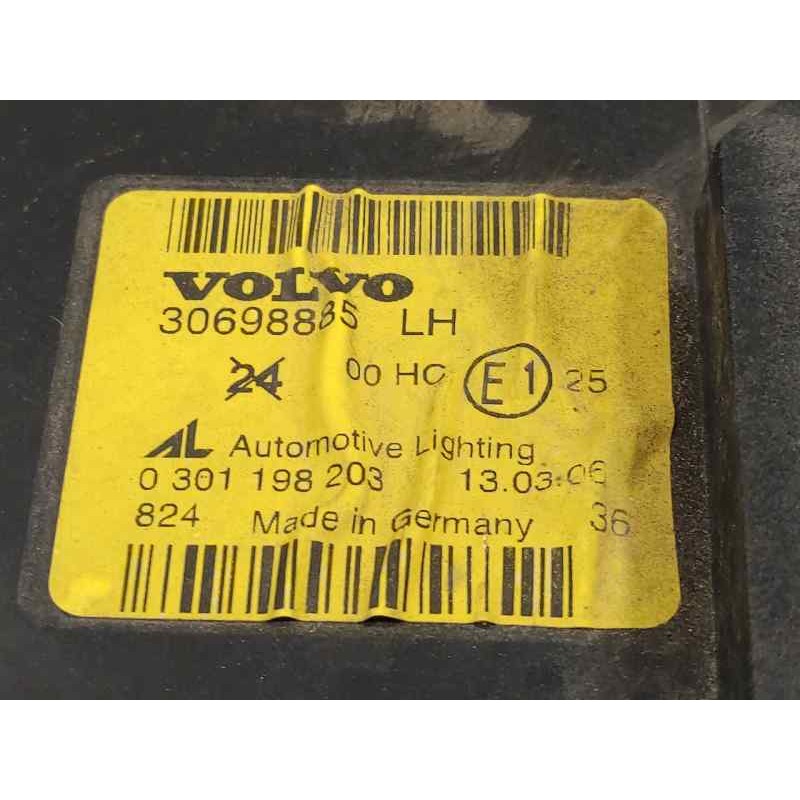 VOLVO
30698885 LH
24 00 HC E1 25
AL Automotive Lighting
0 301 198 203 13.03.06
824 Made in Germany 36